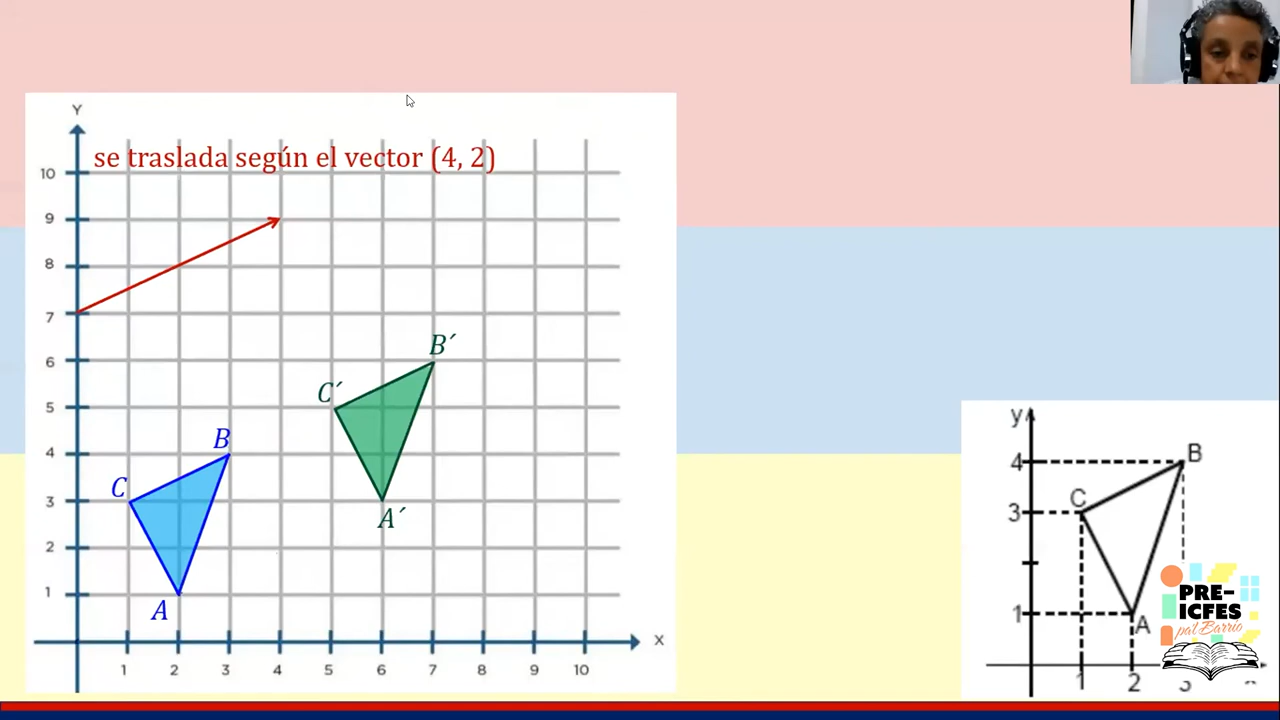 Y
se traslada según el vector (4, 2)
10
9
8
7
6
5
4
3
2
1
B´
C´
A´
B
C
A
X
1 2 3 4 5 6 7 8 9 10
y
4
3
1
B
C
A
1 2 3
PRE-
ICFES
pal Barrio